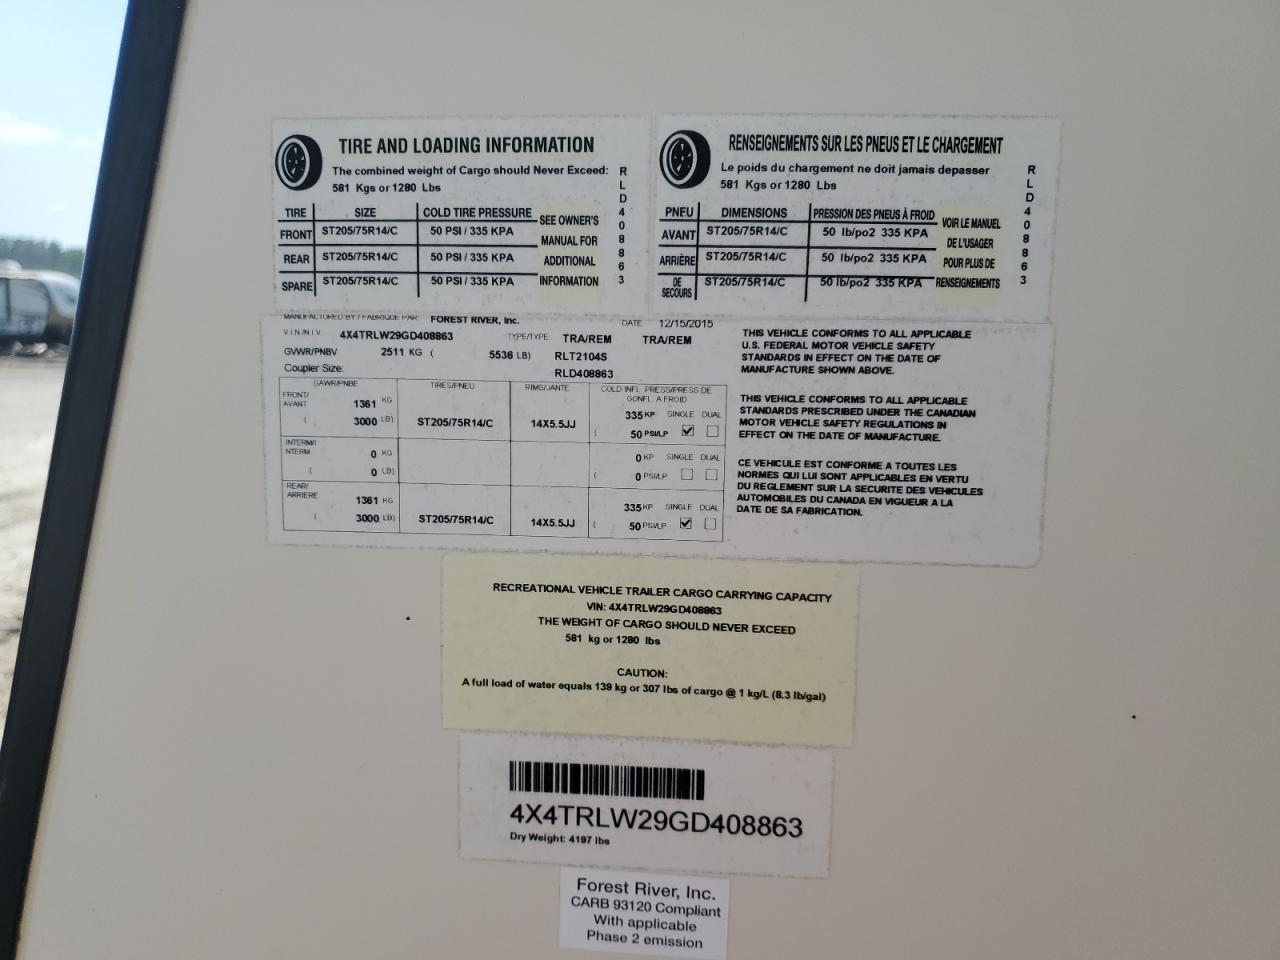 TIRE AND LOADING INFORMATION
The combined weight of Cargo should Never Exceed:
581 Kgs or 1280 Lbs
TIRE SIZE COLD TIRE PRESSURE
FRONT ST205/75R14/C 50 PSI / 335 KPA
REAR ST205/75R14/C 50 PSI / 335 KPA
SPARE ST205/75R14/C 50 PSI / 335 KPA
SEE OWNER'S
MANUAL FOR
ADDITIONAL
INFORMATION
RLD408863
RENSEIGNEMENTS SUR LES PNEUS ET LE CHARGEMENT
Le poids du chargement ne doit jamais depasser
581 Kgs or 1280 Lbs
PNEU DIMENSIONS PRESSION DES PNEUS À FROID
AVANT ST205/75R14/C 50 lb/po2 335 KPA
ARRIÈRE ST205/75R14/C 50 lb/po2 335 KPA
DE SECOURS ST205/75R14/C 50 lb/po2 335 KPA
VOIR LE MANUEL
DE L'USAGER
POUR PLUS DE
RENSEIGNEMENTS
RLD408863
MANUFACTURED BY / FABRIQUE PAR FOREST RIVER, Inc. DATE 12/15/2015
V I N/N I V 4X4TRLW29GD408863 TYPE/TYPE TRA/REM TRA/REM
GVWR/PNBV 2511 KG ( 5536 LB) RLT2104S
Coupler Size: RLD408863
GAWR/PNBE TIRES/PNEU RIMS/JANTE COLD INFL. PRESS/PRESS DE
GONFL. A FROID
FRONT/
AVANT 1361 KG 335 KP SINGLE DUAL
( 3000 LB) ST205/75R14/C 14X5.5JJ ( 50 PSI/LP
INTERM/I
NTERM 0 KG 0 KP SINGLE DUAL
( 0 LB) ( 0 PSI/LP
REAR/
ARRIERE 1361 KG 335 KP SINGLE DUAL
( 3000 LB) ST205/75R14/C 14X5.5JJ ( 50 PSI/LP
THIS VEHICLE CONFORMS TO ALL APPLICABLE
U.S. FEDERAL MOTOR VEHICLE SAFETY
STANDARDS IN EFFECT ON THE DATE OF
MANUFACTURE SHOWN ABOVE.
THIS VEHICLE CONFORMS TO ALL APPLICABLE
STANDARDS PRESCRIBED UNDER THE CANADIAN
MOTOR VEHICLE SAFETY REGULATIONS IN
EFFECT ON THE DATE OF MANUFACTURE.
CE VEHICULE EST CONFORME A TOUTES LES
NORMES QUI LUI SONT APPLICABLES EN VERTU
DU REGLEMENT SUR LA SECURITE DES VEHICULES
AUTOMOBILES DU CANADA EN VIGUEUR A LA
DATE DE SA FABRICATION.
RECREATIONAL VEHICLE TRAILER CARGO CARRYING CAPACITY
VIN: 4X4TRLW29GD408863
THE WEIGHT OF CARGO SHOULD NEVER EXCEED
581 kg or 1280 lbs
CAUTION:
A full load of water equals 139 kg or 307 lbs of cargo @ 1 kg/L (8.3 lb/gal)
4X4TRLW29GD408863
Dry Weight: 4197 lbs
Forest River, Inc.
CARB 93120 Compliant
With applicable
Phase 2 emission